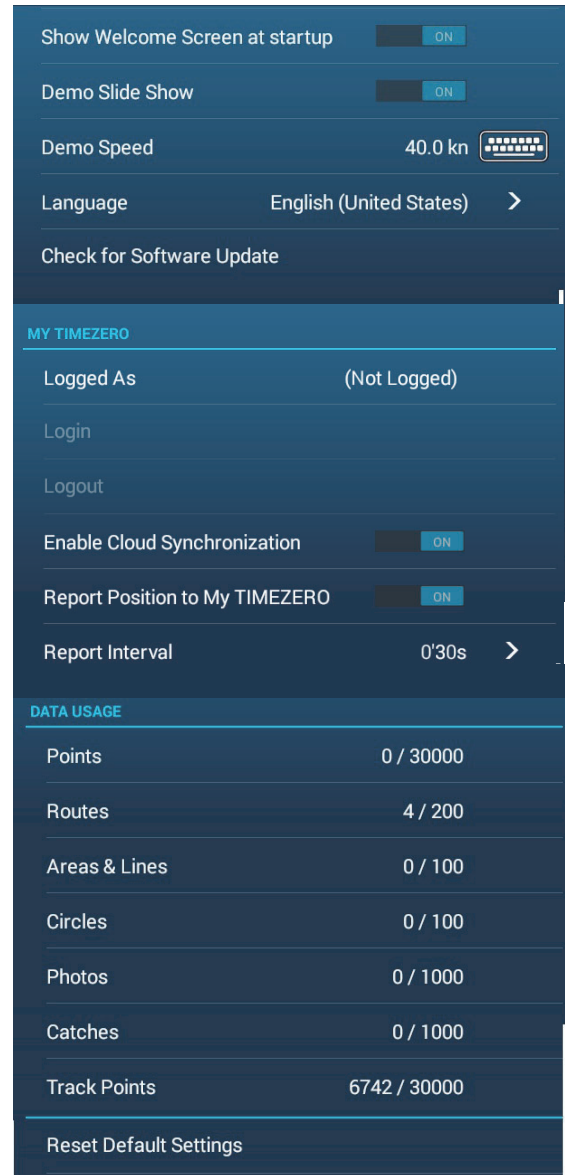 Show Welcome Screen at startup ON
Demo Slide Show ON
Demo Speed 40.0 kn
Language English (United States) >
Check for Software Update
MY TIMEZERO
Logged As (Not Logged)
Login
Logout
Enable Cloud Synchronization ON
Report Position to My TIMEZERO ON
Report Interval 0'30s >
DATA USAGE
Points 0 / 30000
Routes 4 / 200
Areas & Lines 0 / 100
Circles 0 / 100
Photos 0 / 1000
Catches 0 / 1000
Track Points 6742 / 30000
Reset Default Settings